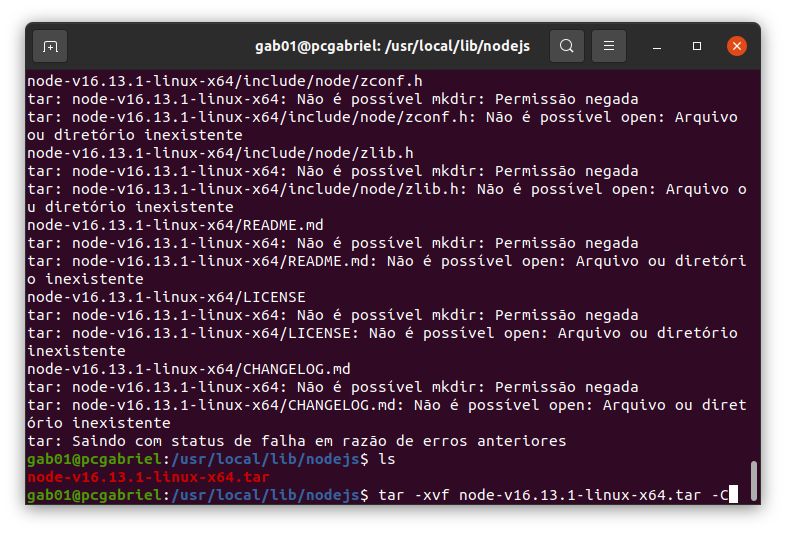 gab01@pcgabriel: /usr/local/lib/nodejs
node-v16.13.1-linux-x64/include/node/zconf.h
tar: node-v16.13.1-linux-x64: Não é possível mkdir: Permissão negada
tar: node-v16.13.1-linux-x64/include/node/zconf.h: Não é possível open: Arquivo
ou diretório inexistente
node-v16.13.1-linux-x64/include/node/zlib.h
tar: node-v16.13.1-linux-x64: Não é possível mkdir: Permissão negada
tar: node-v16.13.1-linux-x64/include/node/zlib.h: Não é possível open: Arquivo o
u diretório inexistente
node-v16.13.1-linux-x64/README.md
tar: node-v16.13.1-linux-x64: Não é possível mkdir: Permissão negada
tar: node-v16.13.1-linux-x64/README.md: Não é possível open: Arquivo ou diretóri
o inexistente
node-v16.13.1-linux-x64/LICENSE
tar: node-v16.13.1-linux-x64: Não é possível mkdir: Permissão negada
tar: node-v16.13.1-linux-x64/LICENSE: Não é possível open: Arquivo ou diretório
inexistente
node-v16.13.1-linux-x64/CHANGELOG.md
tar: node-v16.13.1-linux-x64: Não é possível mkdir: Permissão negada
tar: node-v16.13.1-linux-x64/CHANGELOG.md: Não é possível open: Arquivo ou diret
ório inexistente
tar: Saindo com status de falha em razão de erros anteriores
gab01@pcgabriel:/usr/local/lib/nodejs$ ls
node-v16.13.1-linux-x64.tar
gab01@pcgabriel:/usr/local/lib/nodejs$ tar -xvf node-v16.13.1-linux-x64.tar -C